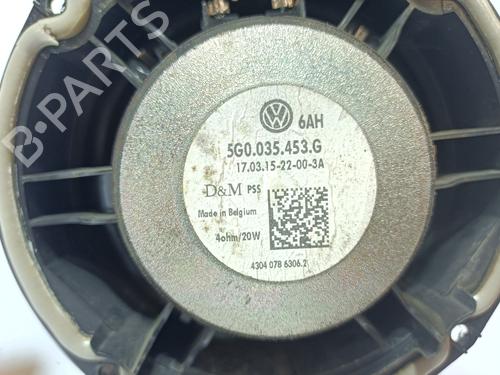 B-PARTS
6AH
5G0.035.453.G
17.03.15-22-00-3A
D&M PSS
Made in Belgium
4ohm/20W
4304 078 6306.2
B-PARTS